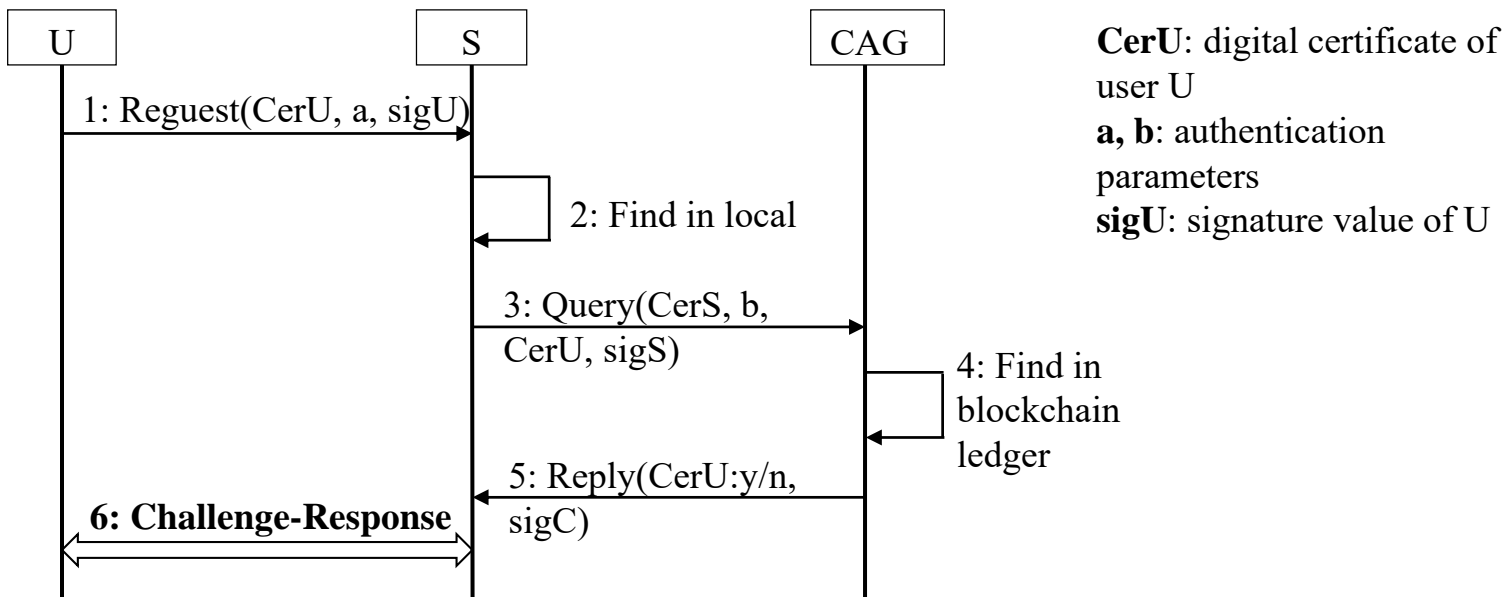 U
S
CAG
CerU: digital certificate of
user U
a, b: authentication
parameters
sigU: signature value of U
1: Reguest(CerU, a, sigU)
2: Find in local
3: Query(CerS, b,
CerU, sigS)
4: Find in
blockchain
ledger
5: Reply(CerU:y/n,
sigC)
6: Challenge-Response